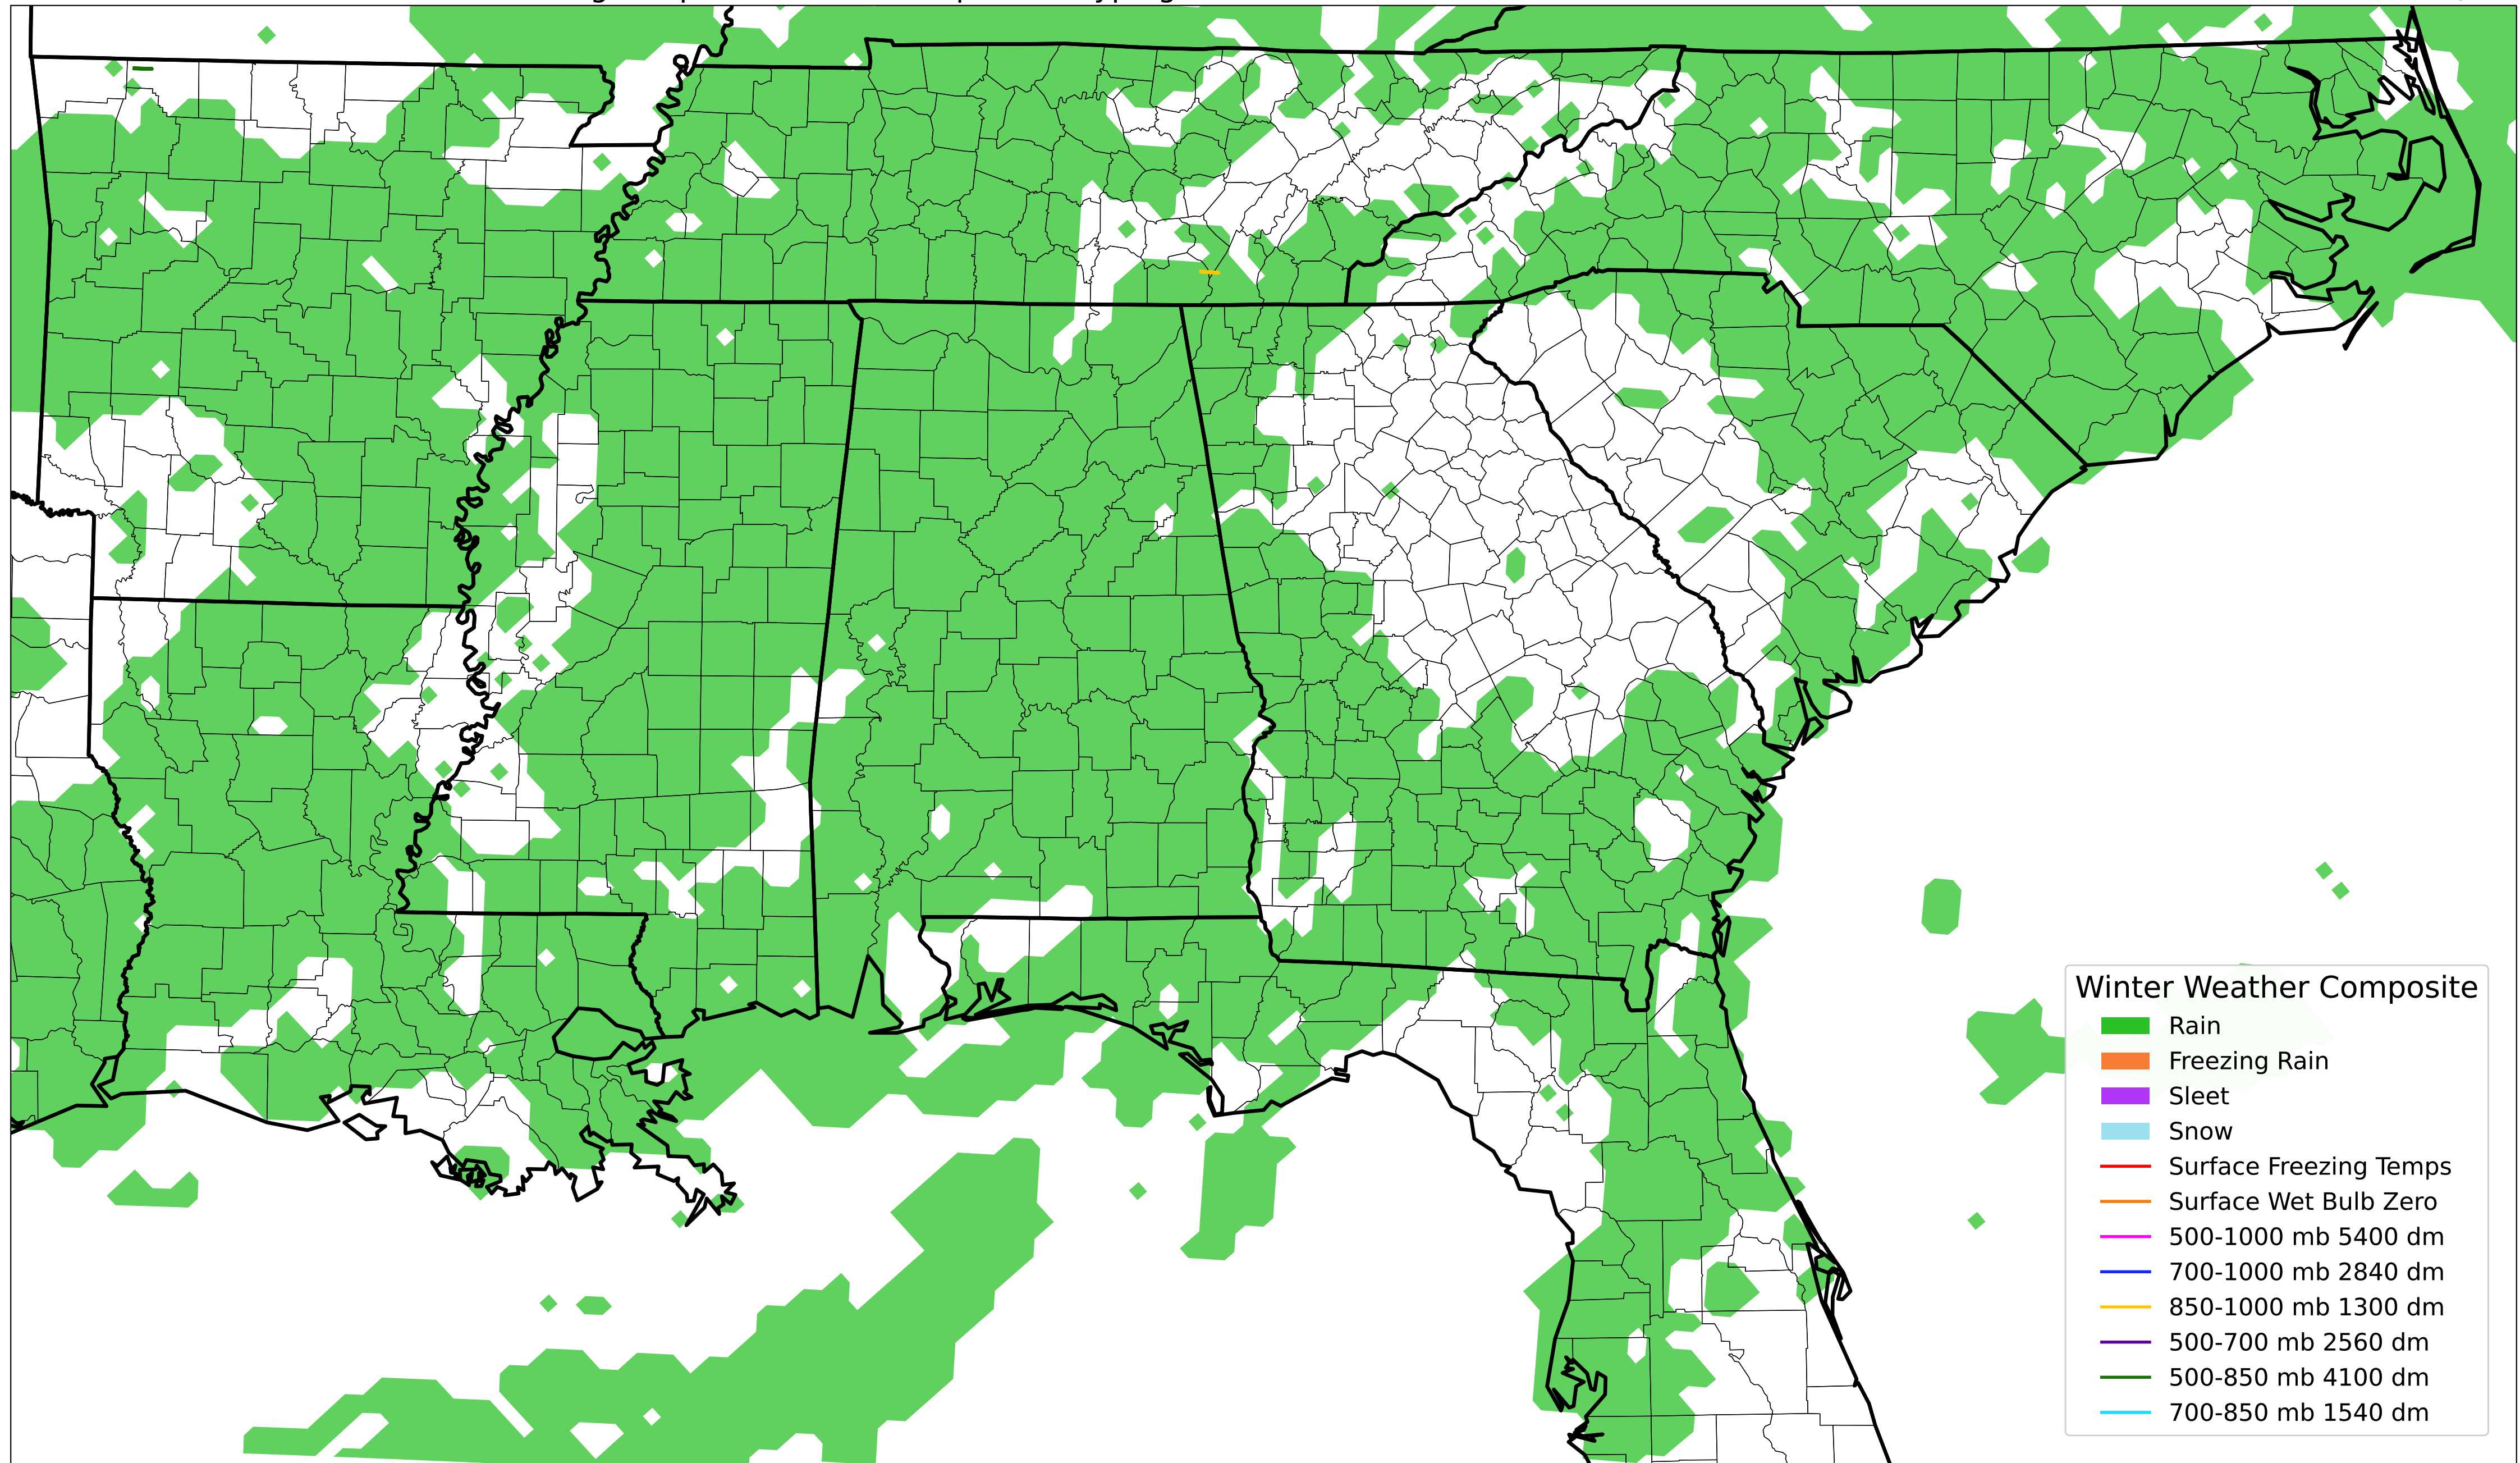 Winter Weather Composite
Rain
Freezing Rain
Sleet
Snow
Surface Freezing Temps
Surface Wet Bulb Zero
500-1000 mb 5400 dm
700-1000 mb 2840 dm
850-1000 mb 1300 dm
500-700 mb 2560 dm
500-850 mb 4100 dm
700-850 mb 1540 dm